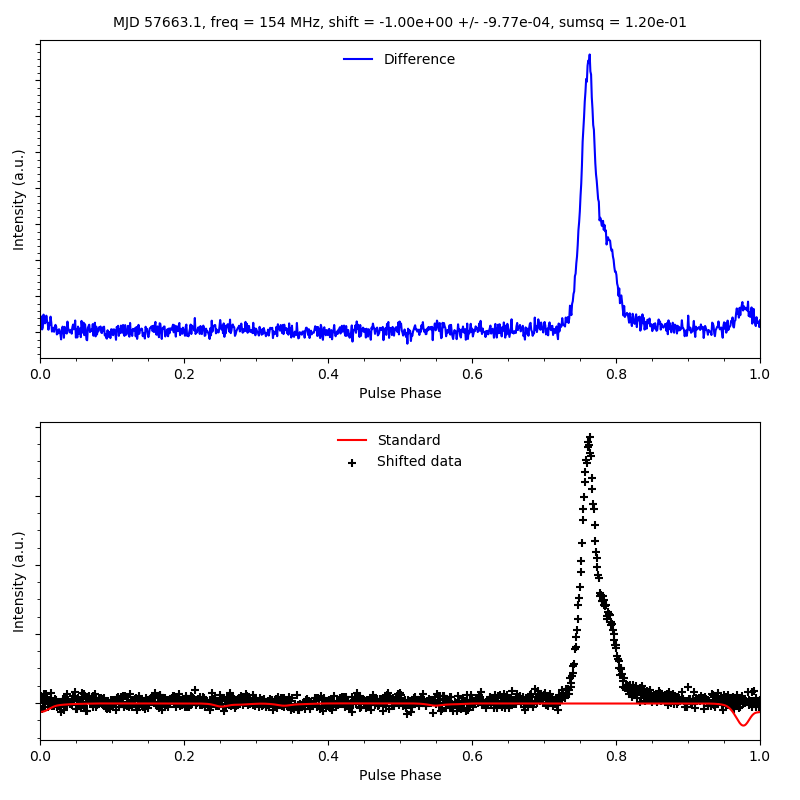 MJD 57663.1, freq = 154 MHz, shift = -1.00e+00 +/- -9.77e-04, sumsq = 1.20e-01
Difference
Intensity (a.u.)
0.0 0.2 0.4 0.6 0.8 1.0
Pulse Phase
Standard
Shifted data
Intensity (a.u.)
0.0 0.2 0.4 0.6 0.8 1.0
Pulse Phase